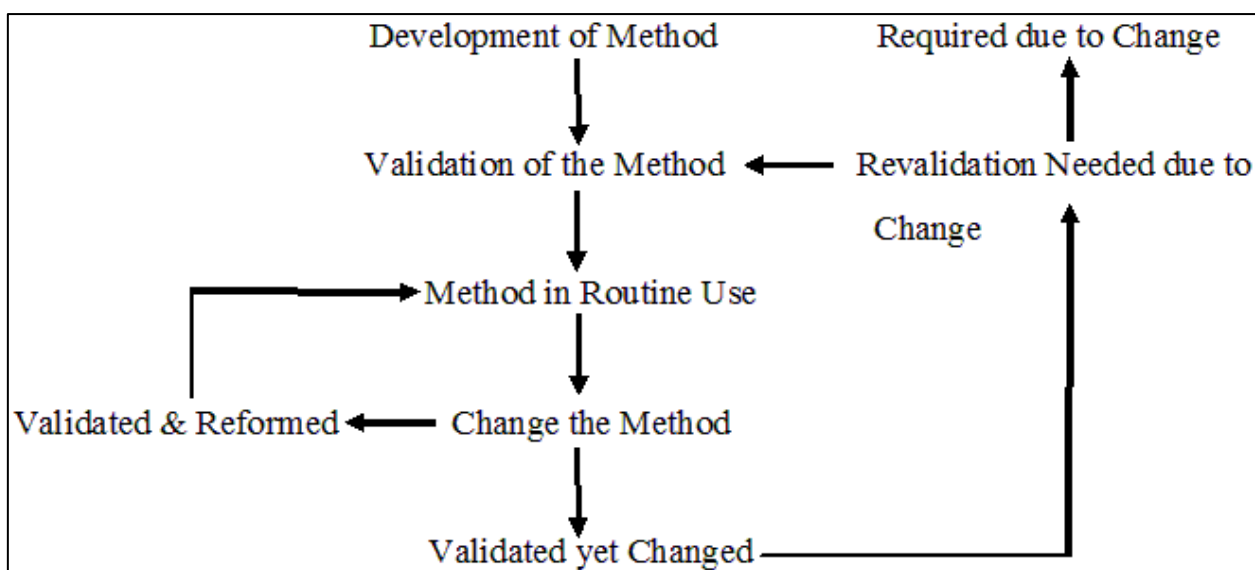 Development of Method
Required due to Change
Validation of the Method
Revalidation Needed due to
Change
Method in Routine Use
Validated & Reformed
Change the Method
Validated yet Changed